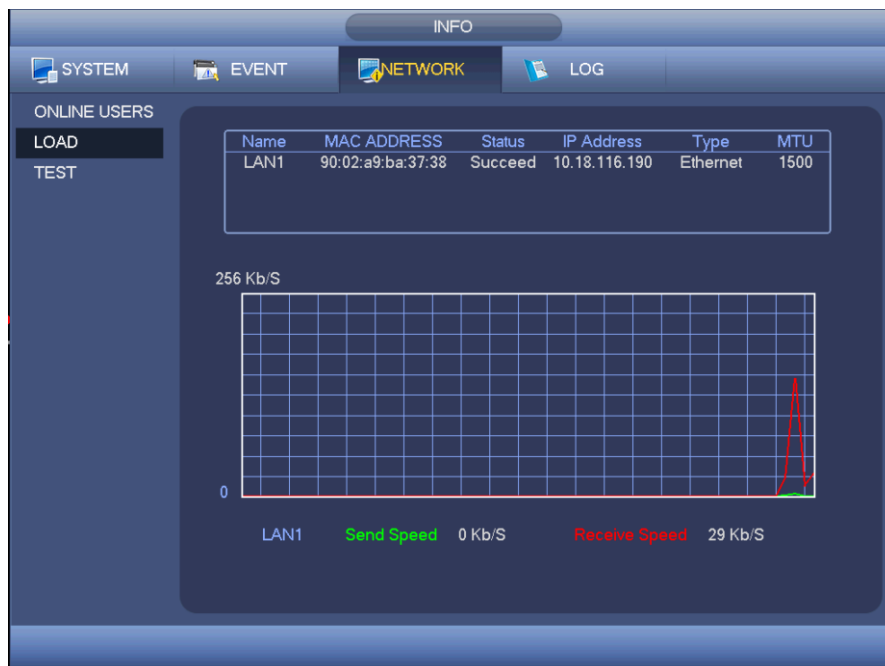 INFO
SYSTEM EVENT NETWORK LOG
ONLINE USERS
LOAD
TEST
Name MAC ADDRESS Status IP Address Type MTU
LAN1 90:02:a9:ba:37:38 Succeed 10.18.116.190 Ethernet 1500
256 Kb/S
0
LAN1 Send Speed 0 Kb/S Receive Speed 29 Kb/S